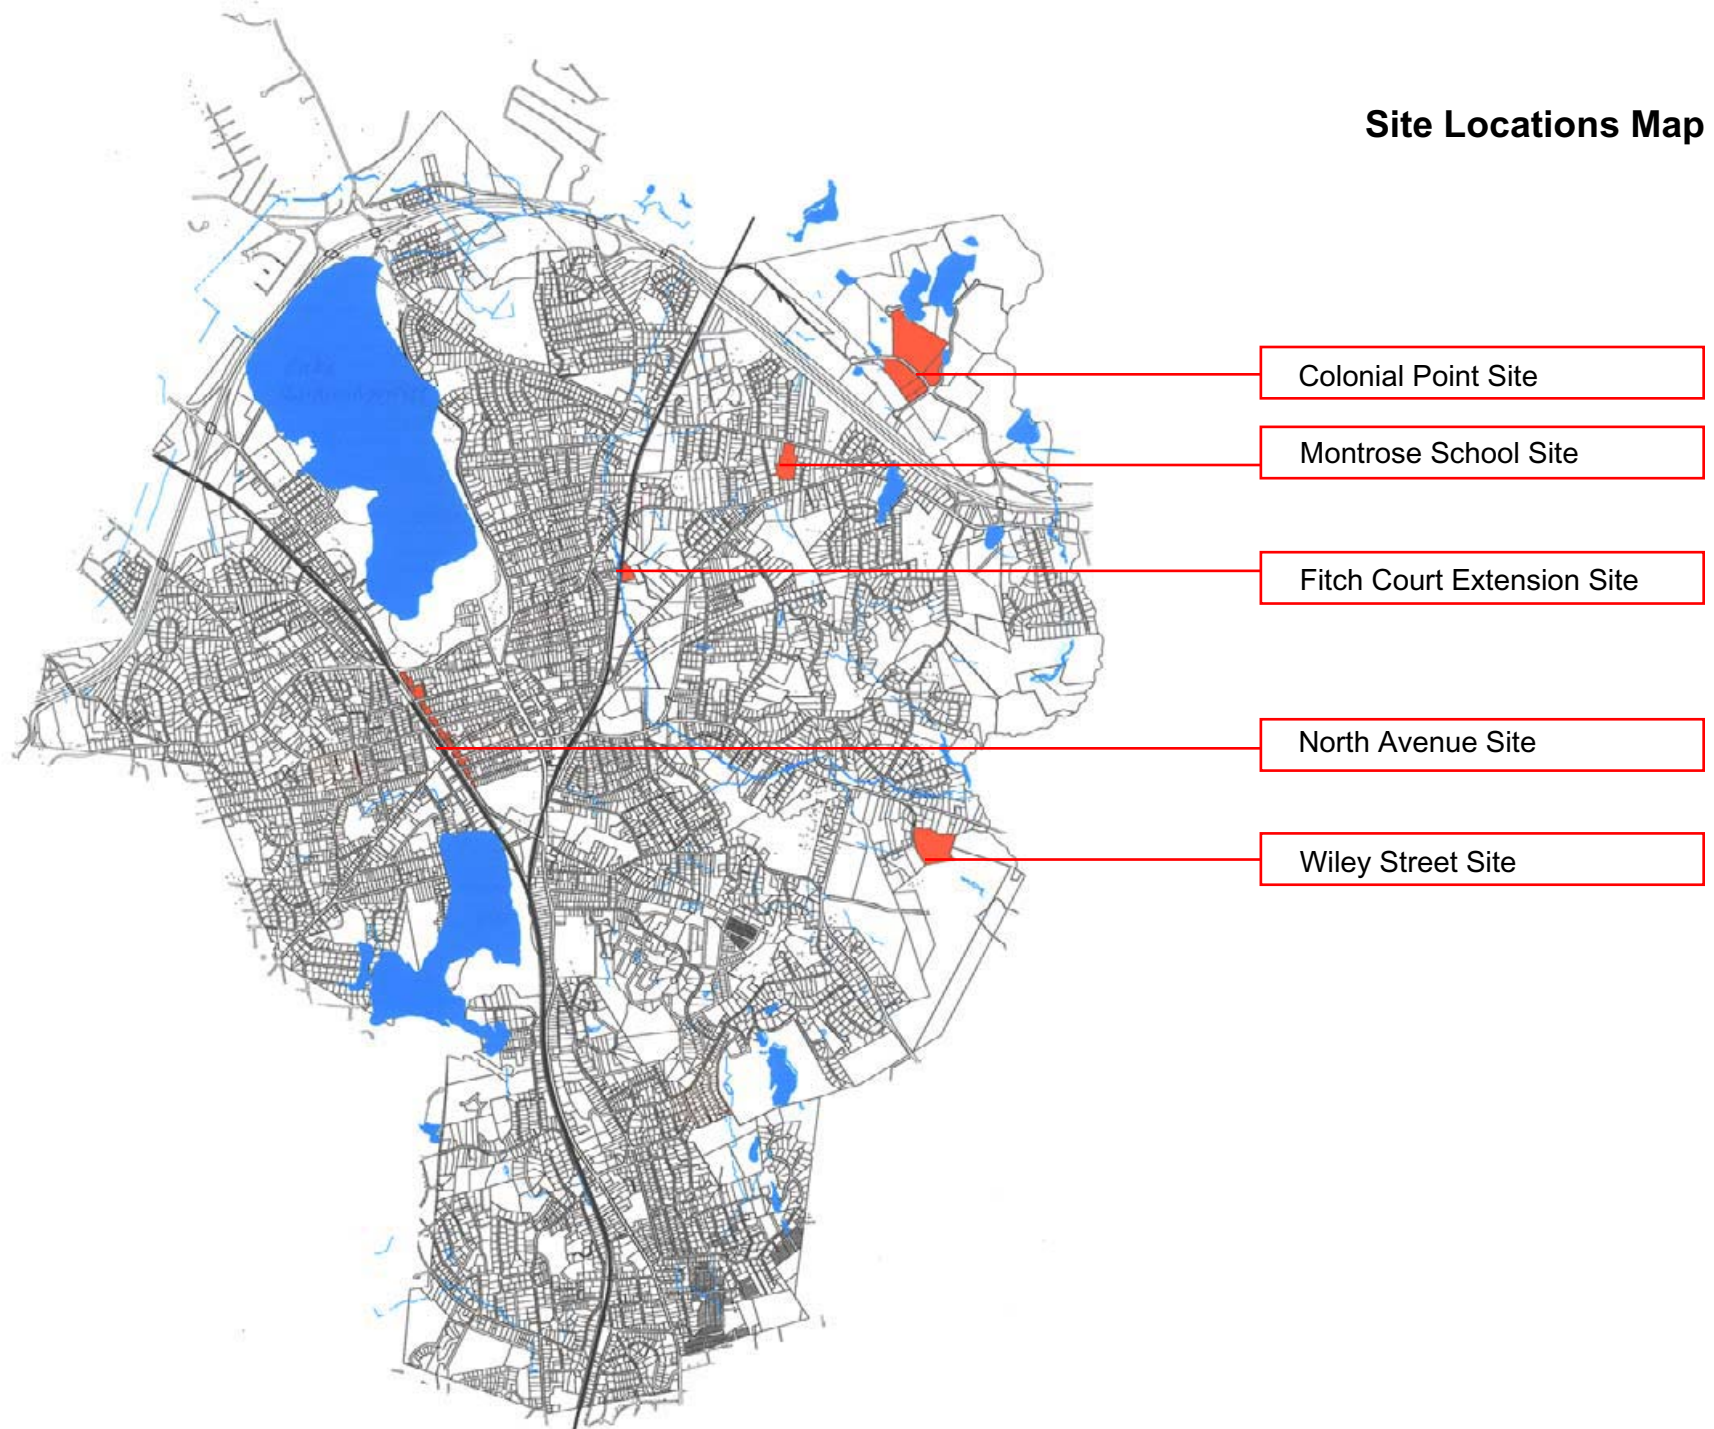 Site Locations Map
Colonial Point Site
Montrose School Site
Fitch Court Extension Site
North Avenue Site
Wiley Street Site